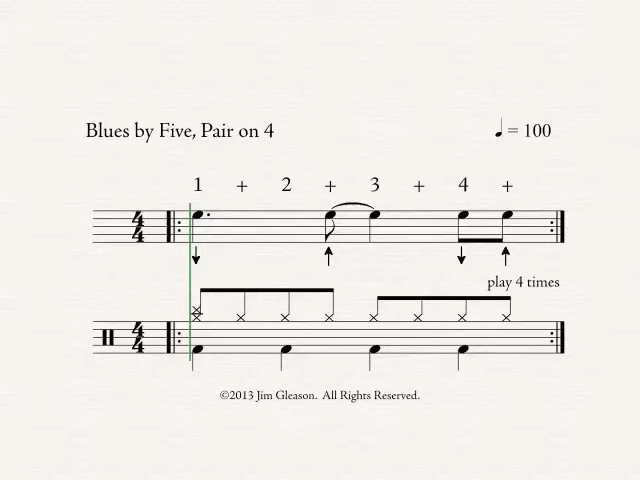 Blues by Five, Pair on 4
♩ = 100
1 + 2 + 3 + 4 +
4
4
play 4 times
4
4
©2013 Jim Gleason. All Rights Reserved.